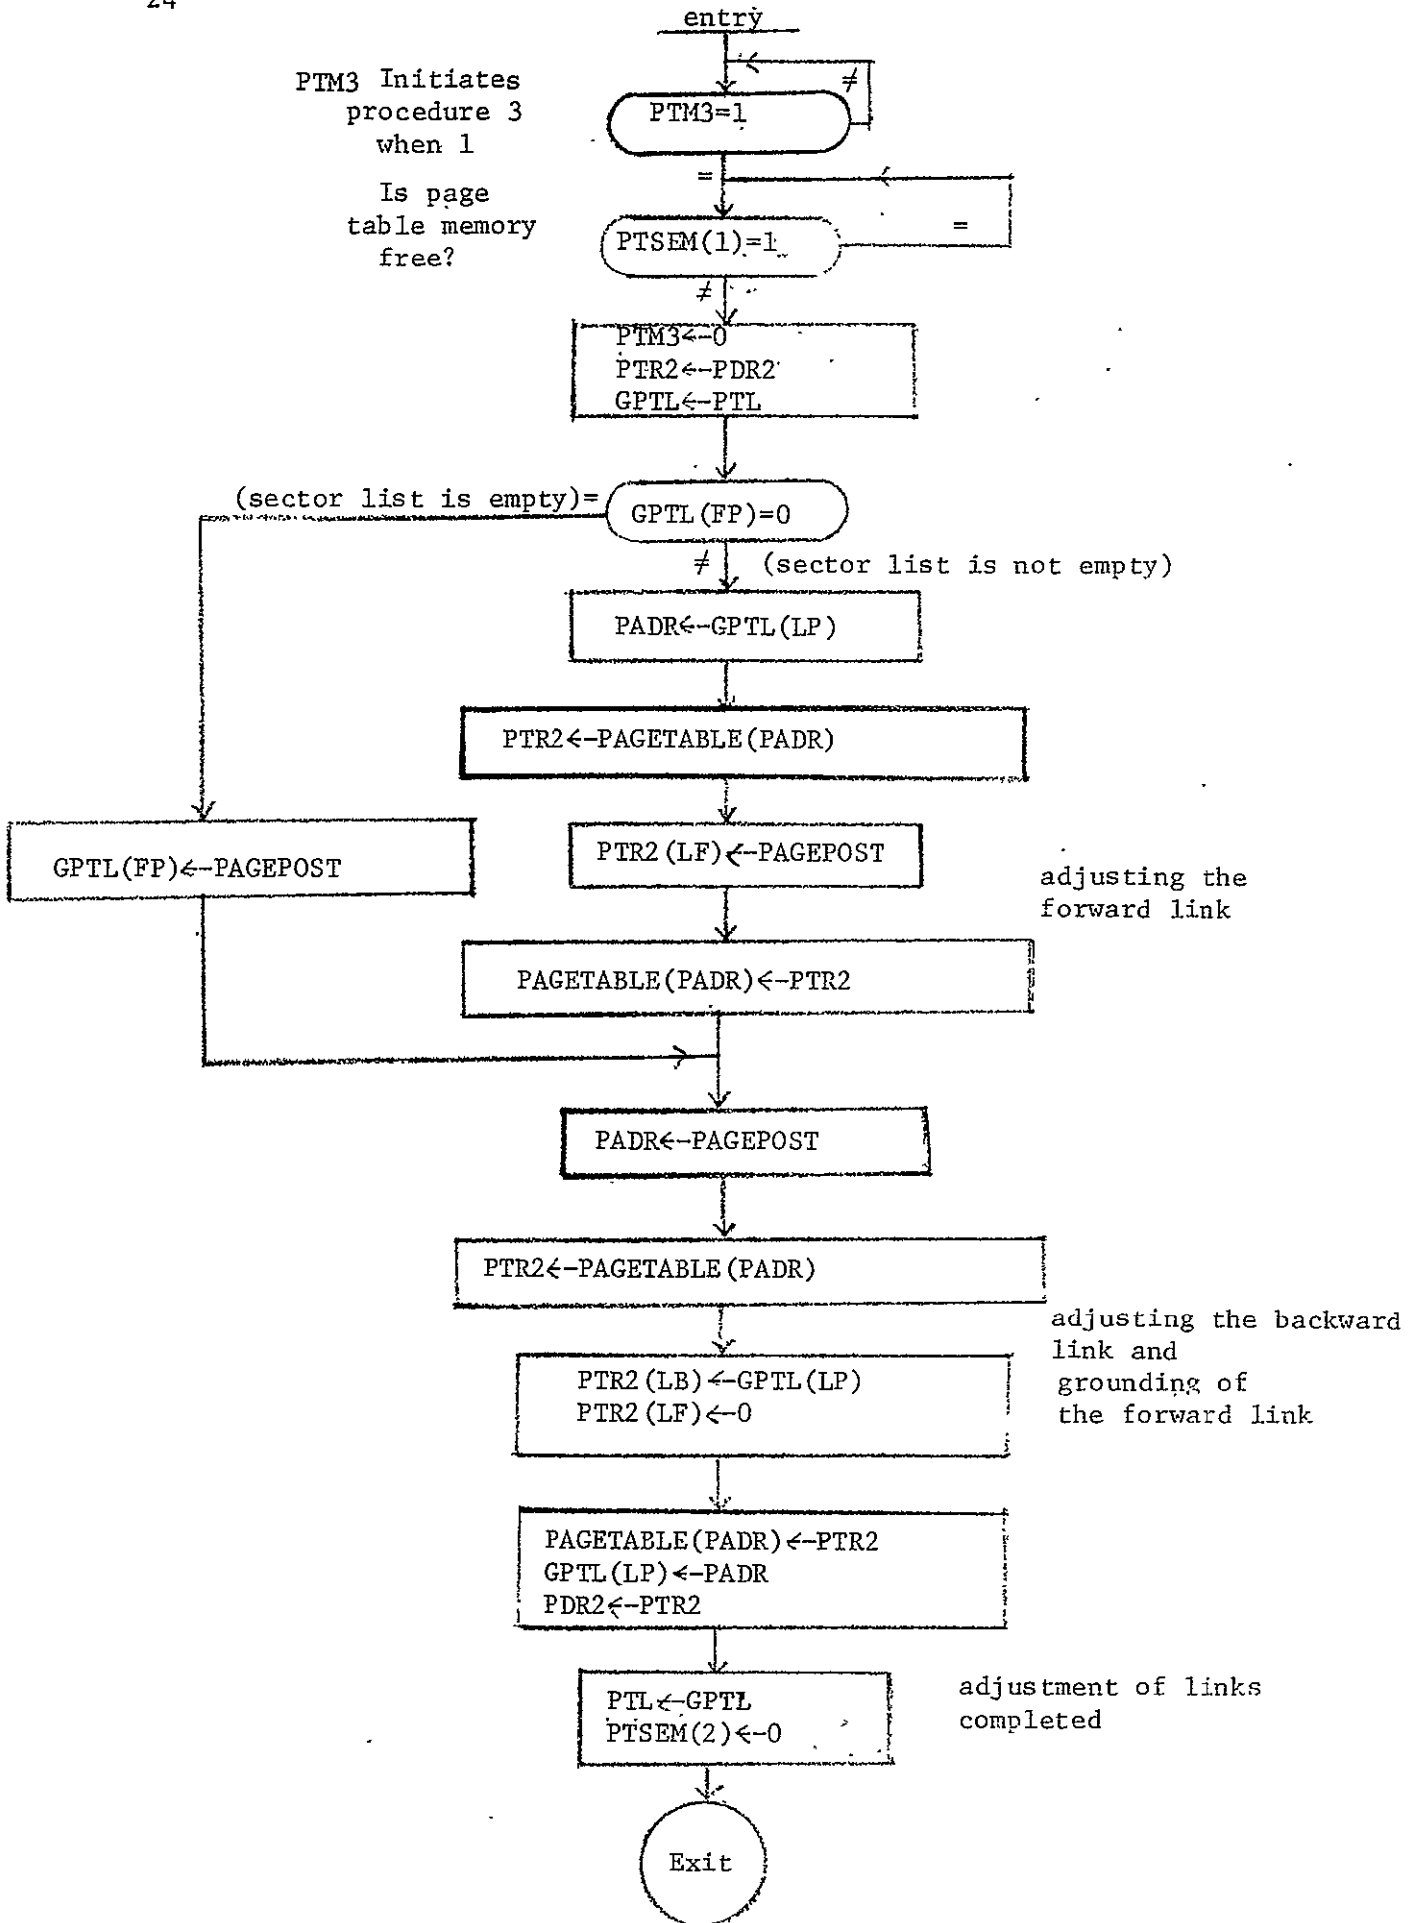 24
entry
≠
PTM3 Initiates
procedure 3
when 1
PTM3=1
=
Is page
table memory
free?
PTSEM(1)=1
=
≠
PTM3←0
PTR2←PDR2
GPTL←PTL
(sector list is empty)=
GPTL(FP)=0
≠ (sector list is not empty)
PADR←GPTL(LP)
PTR2←PAGETABLE(PADR)
GPTL(FP)←PAGEPOST
PTR2(LF)←PAGEPOST
adjusting the
forward link
PAGETABLE(PADR)←PTR2
PADR←PAGEPOST
PTR2←PAGETABLE(PADR)
adjusting the backward
link and
grounding of
the forward link
PTR2(LB)←GPTL(LP)
PTR2(LF)←0
PAGETABLE(PADR)←PTR2
GPTL(LP)←PADR
PDR2←PTR2
PTL←GPTL
PTSEM(2)←0
adjustment of links
completed
Exit